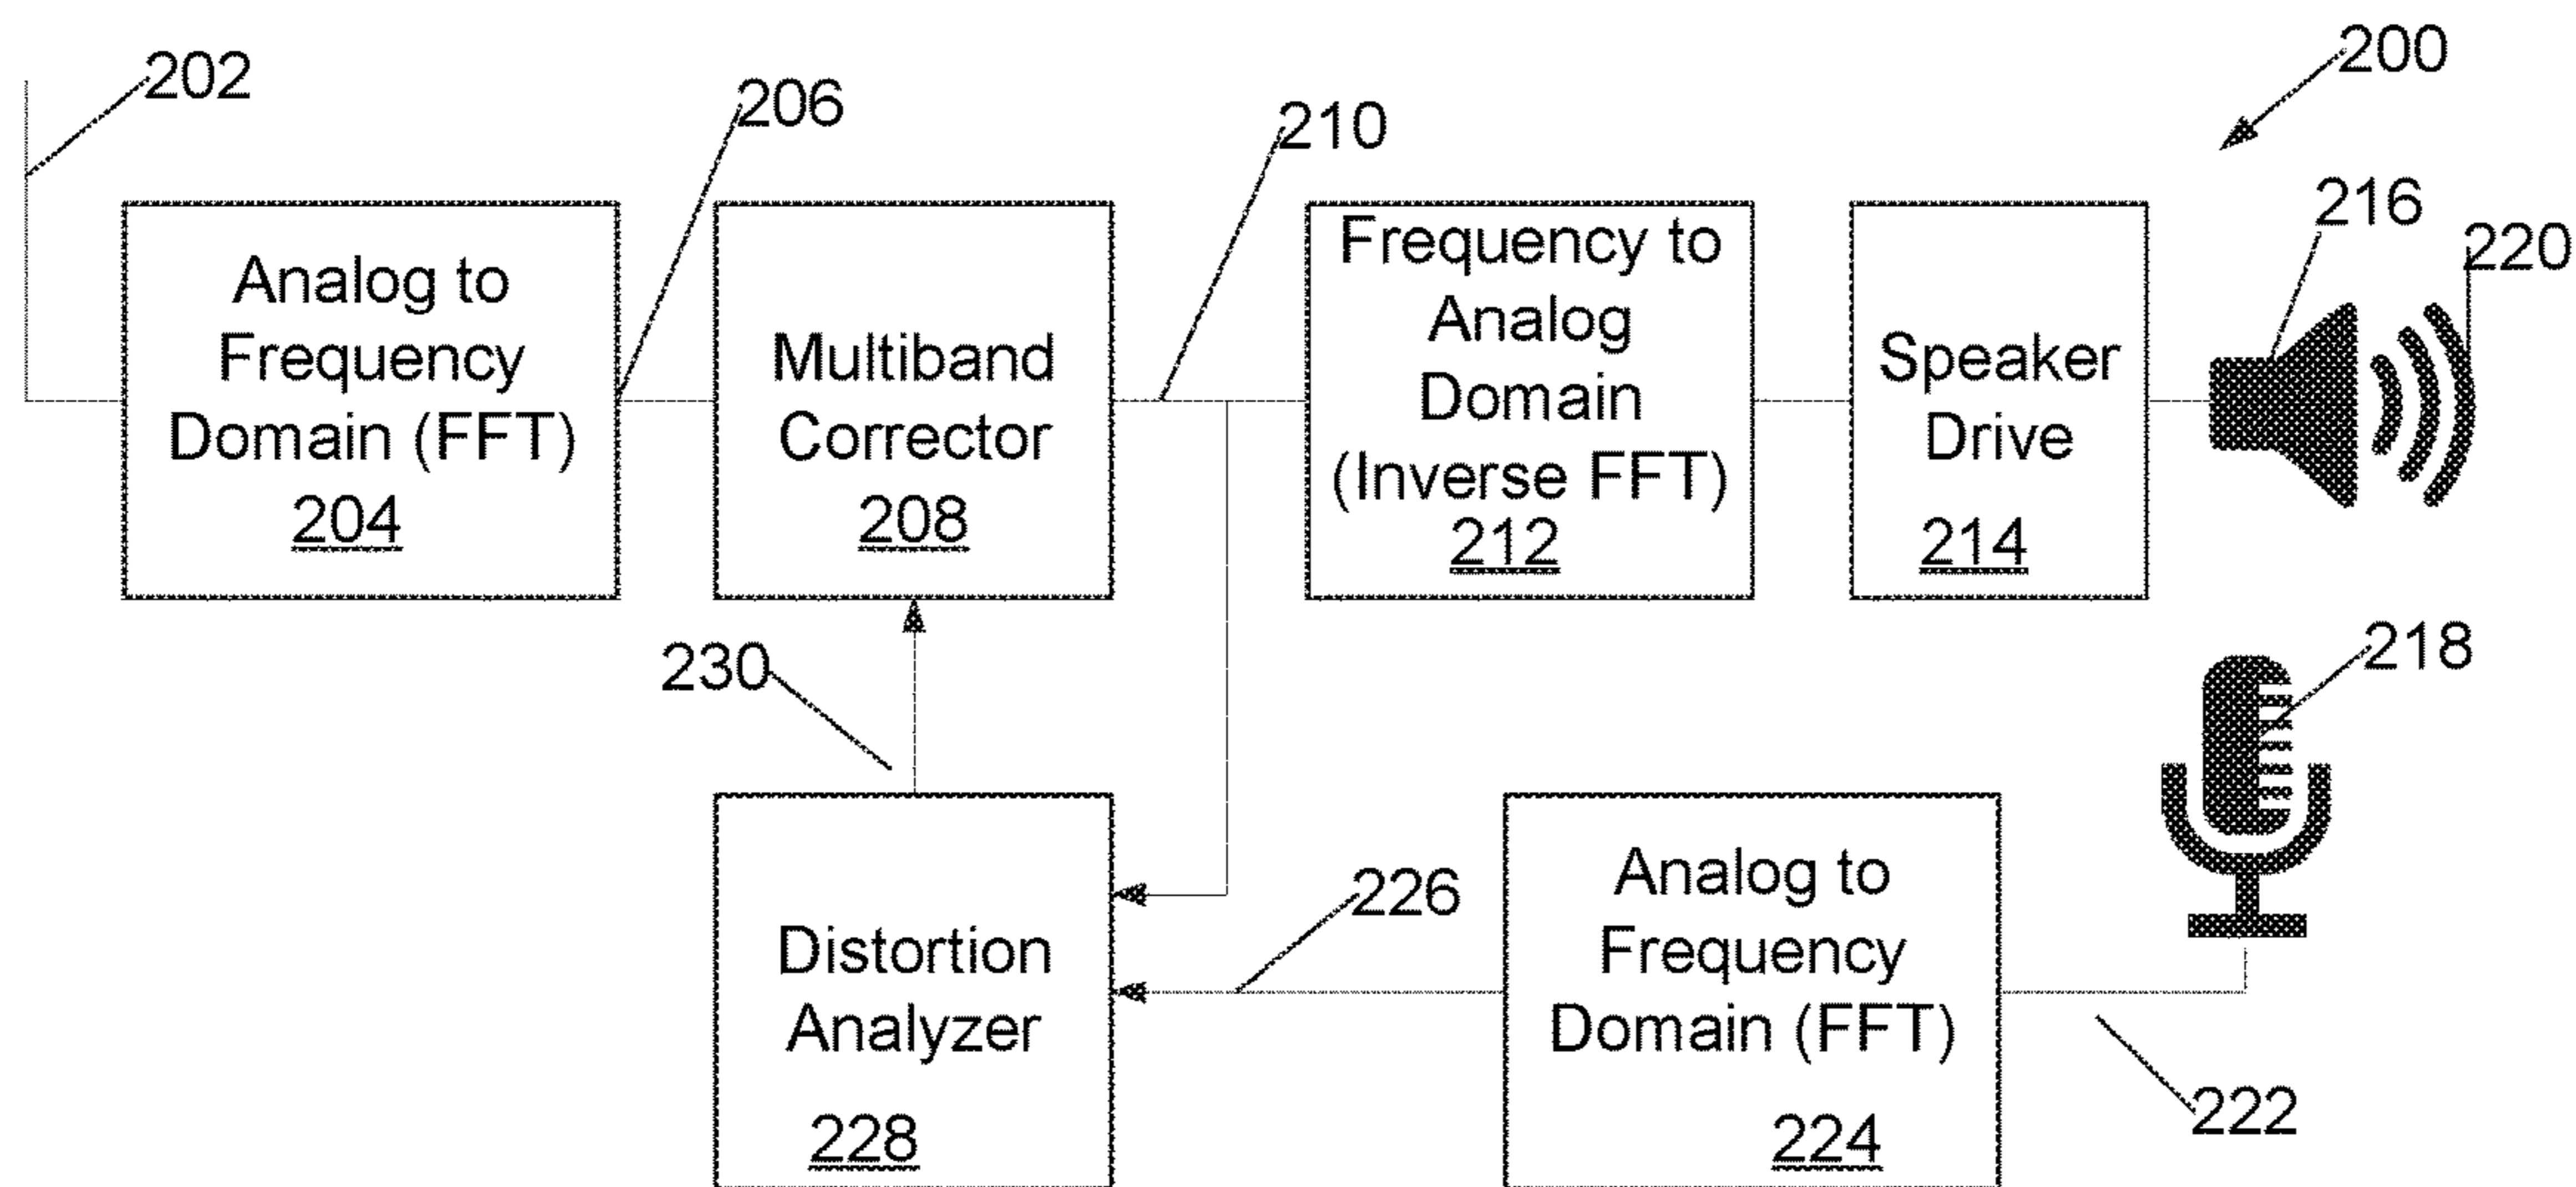 200
202
206
210
216
220
Analog to
Frequency
Domain (FFT)
204
Multiband
Corrector
208
Frequency to
Analog
Domain
(Inverse FFT)
212
Speaker
Drive
214
230
218
Distortion
Analyzer
228
226
Analog to
Frequency
Domain (FFT)
224
222